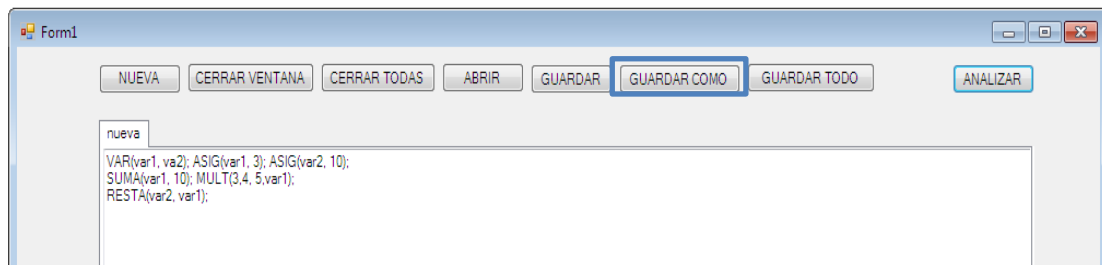 Form1
NUEVA CERRAR VENTANA CERRAR TODAS ABRIR GUARDAR GUARDAR COMO GUARDAR TODO ANALIZAR
nueva
VAR(var1, va2); ASIG(var1, 3); ASIG(var2, 10);
SUMA(var1, 10); MULT(3,4, 5,var1);
RESTA(var2, var1);